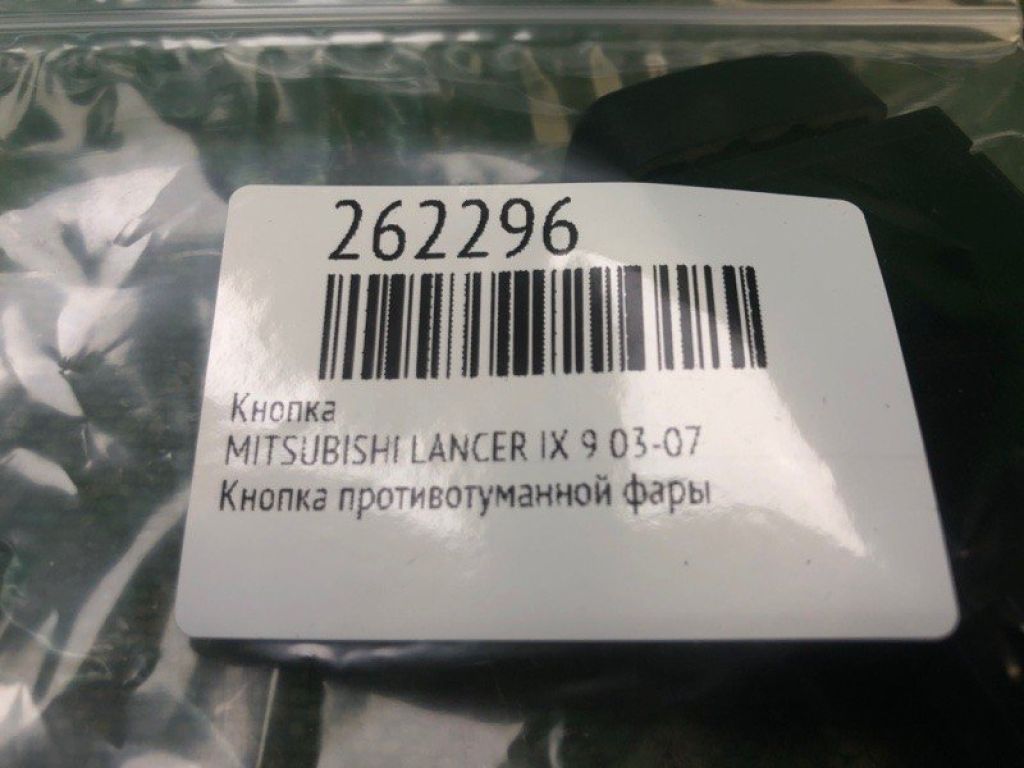 262296
Кнопка
MITSUBISHI LANCER IX 9 03-07
Кнопка противотуманной фары